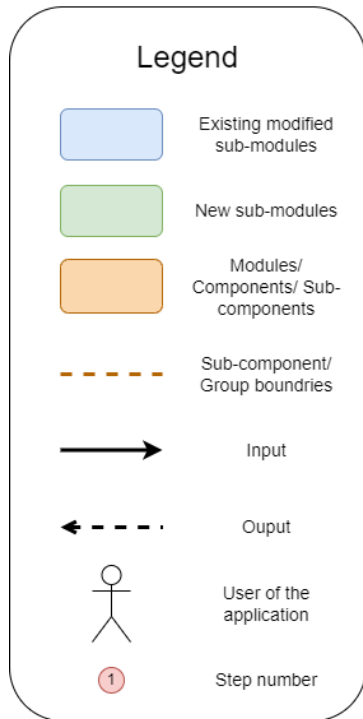 Legend
Existing modified
sub-modules
New sub-modules
Modules/
Components/ Sub-
components
Sub-component/
Group boundries
Input
Ouput
User of the
application
1
Step number